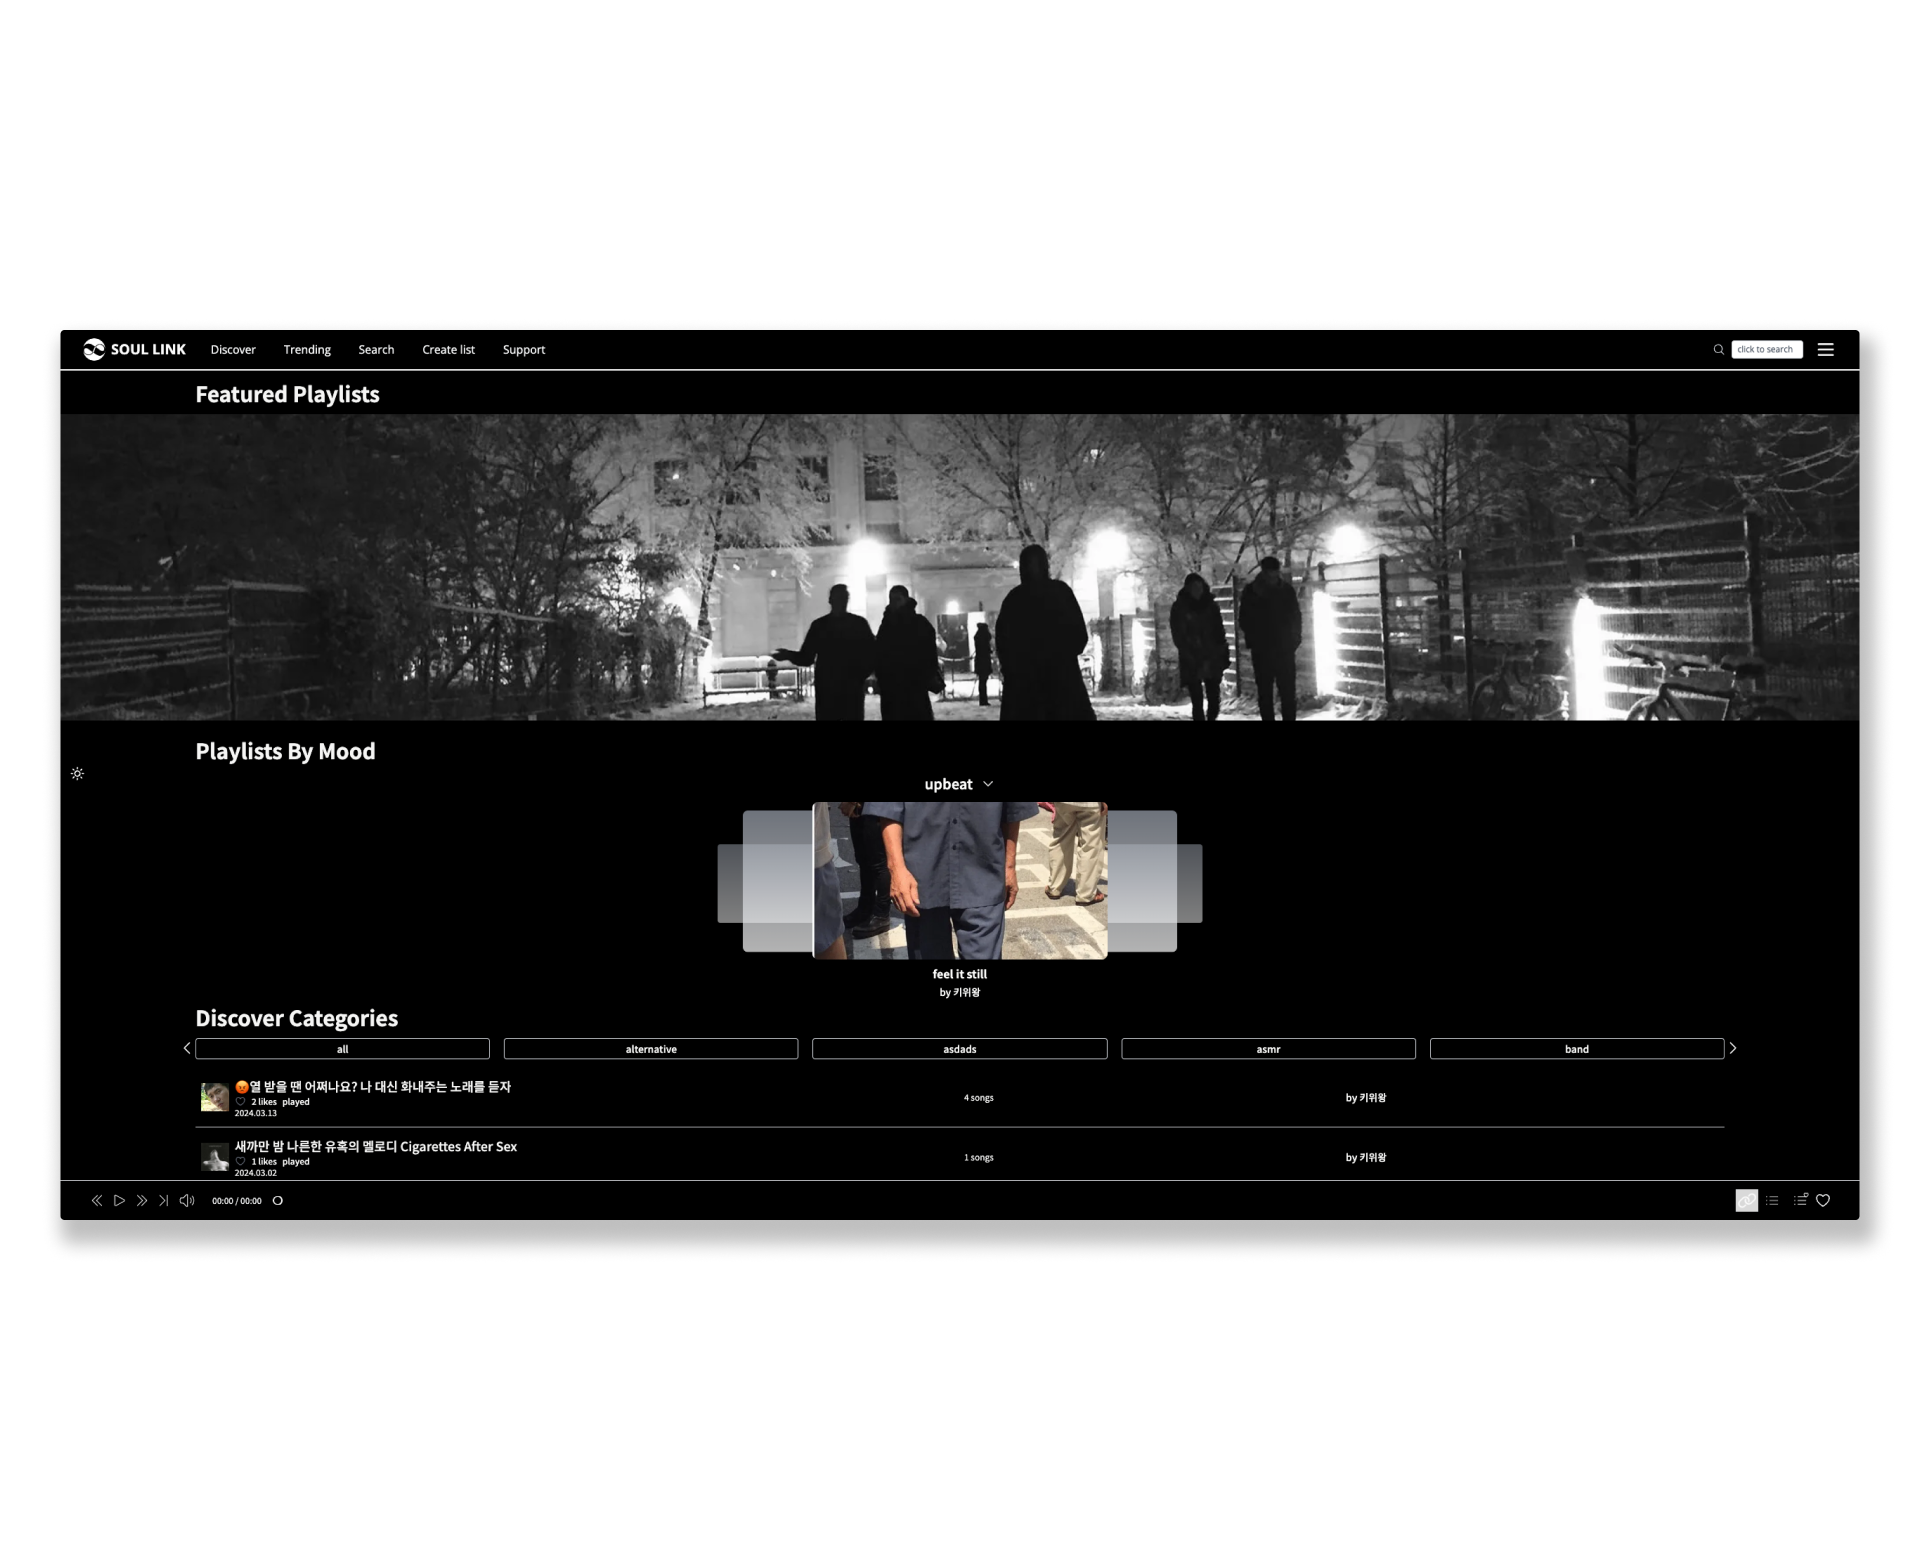 SOUL LINK Discover Trending Search Create list Support click to search
Featured Playlists
Playlists By Mood
upbeat
feel it still
by 키위왕
Discover Categories
all alternative asdads asmr band
😡열 받을 땐 어쩌나요? 나 대신 화내주는 노래를 듣자
2 likes played
2024.03.13
4 songs
by 키위왕
새까만 밤 나른한 유혹의 멜로디 Cigarettes After Sex
1 likes played
2024.03.02
1 songs
by 키위왕
00:00 / 00:00